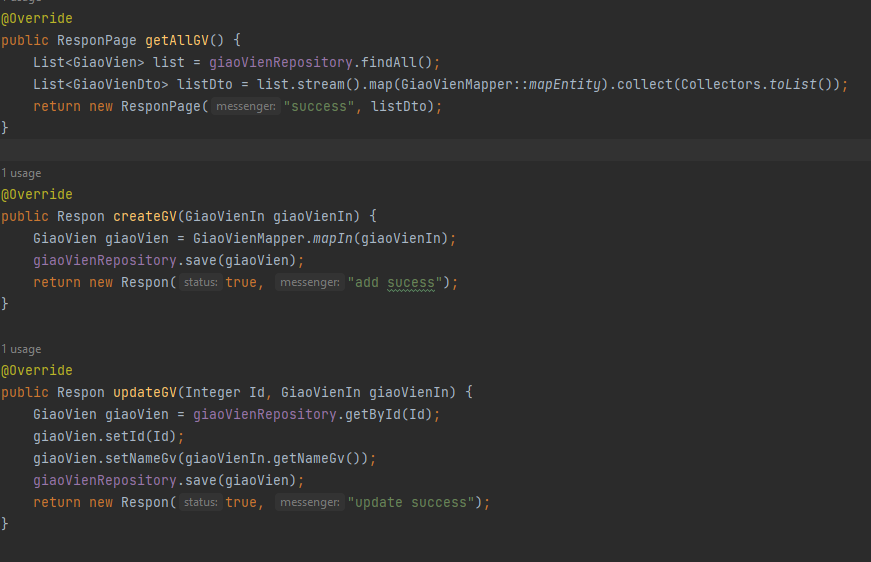 @Override
public ResponPage getAllGV() {
    List<GiaoVien> list = giaoVienRepository.findAll();
    List<GiaoVienDto> listDto = list.stream().map(GiaoVienMapper::mapEntity).collect(Collectors.toList());
    return new ResponPage( messenger: "success", listDto);
}
1 usage
@Override
public Respon createGV(GiaoVienIn giaoVienIn) {
    GiaoVien giaoVien = GiaoVienMapper.mapIn(giaoVienIn);
    giaoVienRepository.save(giaoVien);
    return new Respon( status: true, messenger: "add sucess");
}
1 usage
@Override
public Respon updateGV(Integer Id, GiaoVienIn giaoVienIn) {
    GiaoVien giaoVien = giaoVienRepository.getById(Id);
    giaoVien.setId(Id);
    giaoVien.setNameGv(giaoVienIn.getNameGv());
    giaoVienRepository.save(giaoVien);
    return new Respon( status: true, messenger: "update success");
}